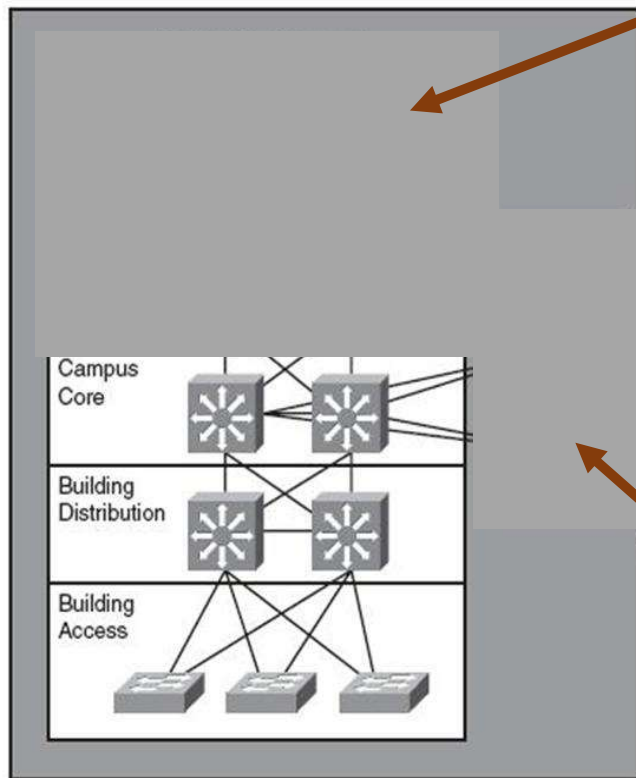 Campus
Core
Building
Distribution
Building
Access